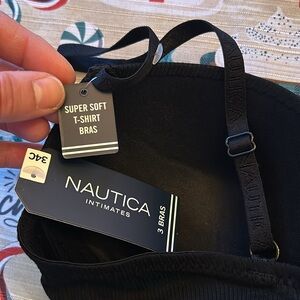 SUPER SOFT
T-SHIRT
BRAS
34C
NAUTICA
INTIMATES
3 BRAS